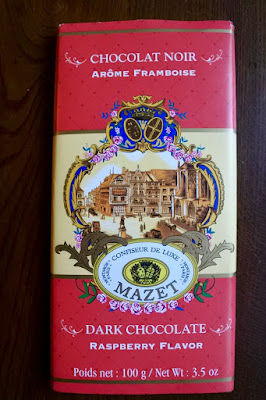 CHOCOLAT NOIR
ARÔME FRAMBOISE
CONFISEUR DE LUXE
MAZET
DARK CHOCOLATE
RASPBERRY FLAVOR
Poids net : 100 g / Net Wt : 3.5 oz